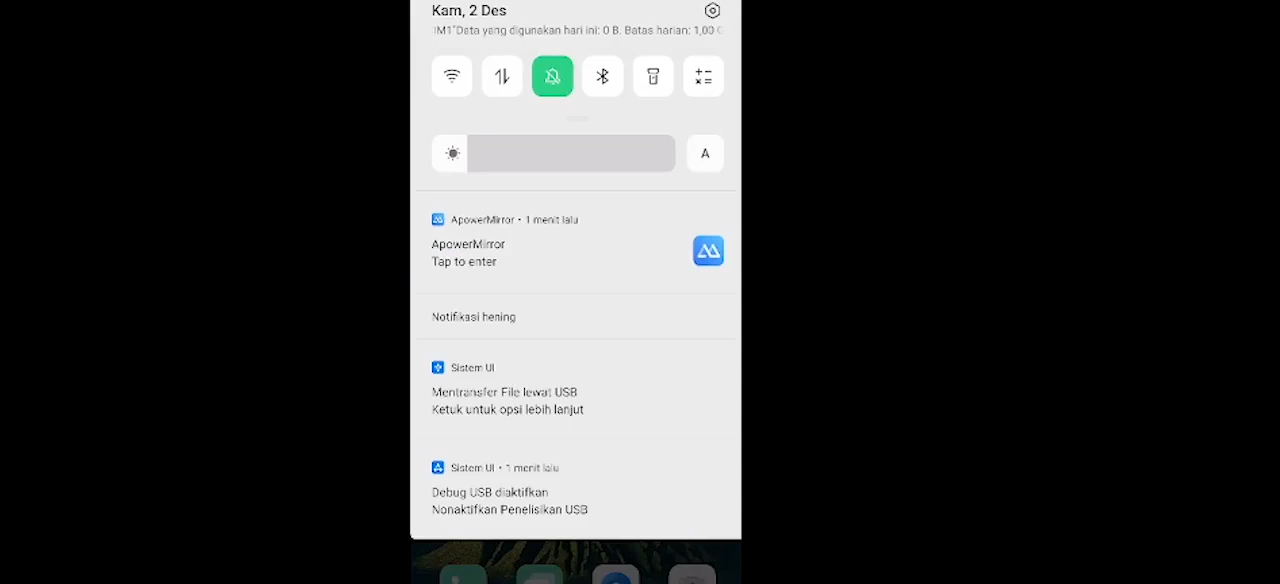 Kam, 2 Des
IM1"Data yang digunakan hari ini: 0 B. Batas harian: 1,00
A
ApowerMirror • 1 menit lalu
ApowerMirror
Tap to enter
Notifikasi hening
Sistem UI
Mentransfer File lewat USB
Ketuk untuk opsi lebih lanjut
Sistem UI • 1 menit lalu
Debug USB diaktifkan
Nonaktifkan Penelisikan USB